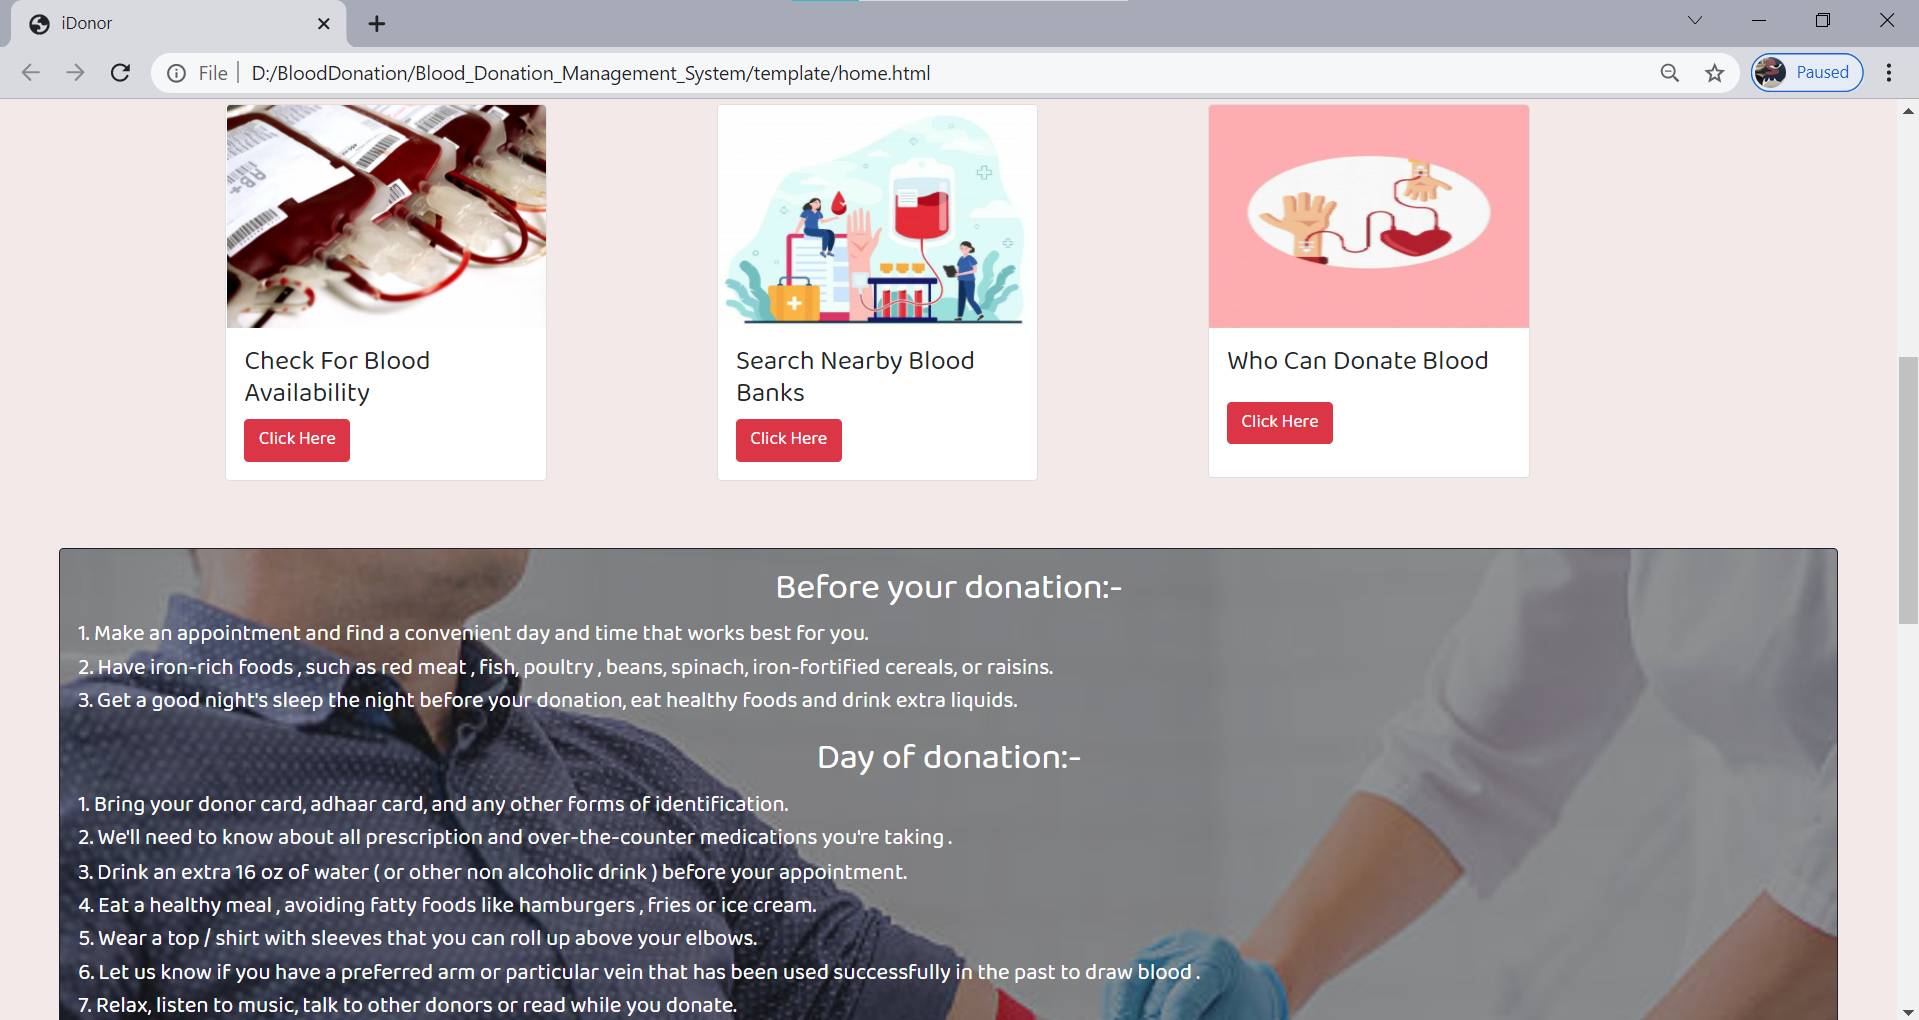 iDonor
File
D:/BloodDonation/Blood_Donation_Management_System/template/home.html
Paused
AB+
Check For Blood
Availability
Click Here
Search Nearby Blood
Banks
Click Here
Who Can Donate Blood
Click Here
Before your donation:-
1. Make an appointment and find a convenient day and time that works best for you.
2. Have iron-rich foods , such as red meat , fish, poultry , beans, spinach, iron-fortified cereals, or raisins.
3. Get a good night's sleep the night before your donation, eat healthy foods and drink extra liquids.
Day of donation:-
1. Bring your donor card, adhaar card, and any other forms of identification.
2. We'll need to know about all prescription and over-the-counter medications you're taking .
3. Drink an extra 16 oz of water ( or other non alcoholic drink ) before your appointment.
4. Eat a healthy meal , avoiding fatty foods like hamburgers , fries or ice cream.
5. Wear a top / shirt with sleeves that you can roll up above your elbows.
6. Let us know if you have a preferred arm or particular vein that has been used successfully in the past to draw blood .
7. Relax, listen to music, talk to other donors or read while you donate.